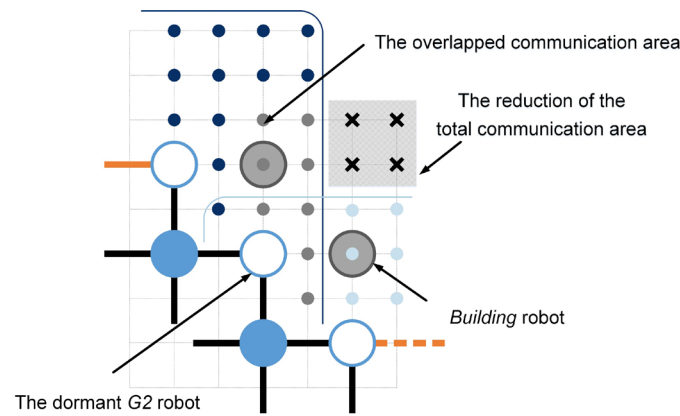 The overlapped communication area
The reduction of the
total communication area
Building robot
The dormant G2 robot